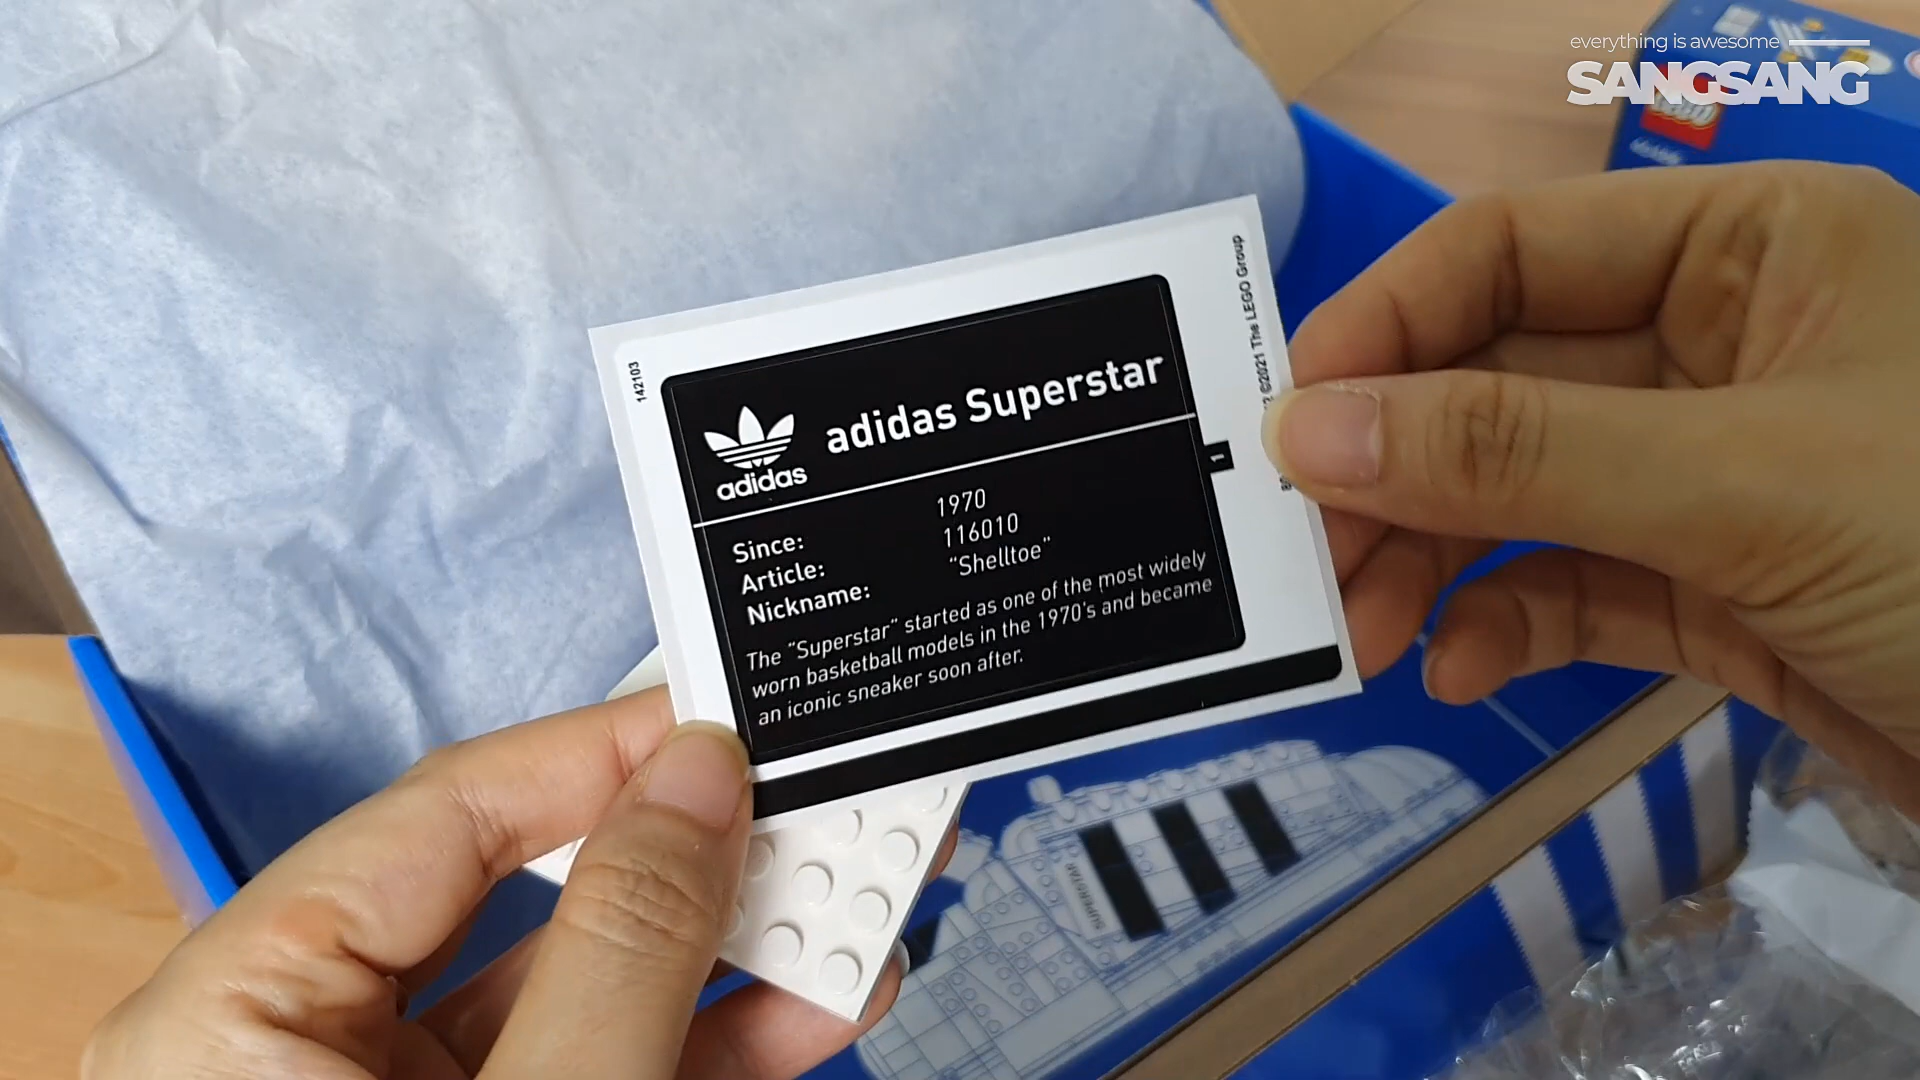 everything is awesome
SANGSANG
LEGO
142103
©2021 The LEGO Group
adidas
adidas Superstar
1
Since: 1970
Article: 116010
Nickname: “Shelltoe”
The “Superstar” started as one of the most widely
worn basketball models in the 1970's and became
an iconic sneaker soon after.
SUPERSTAR